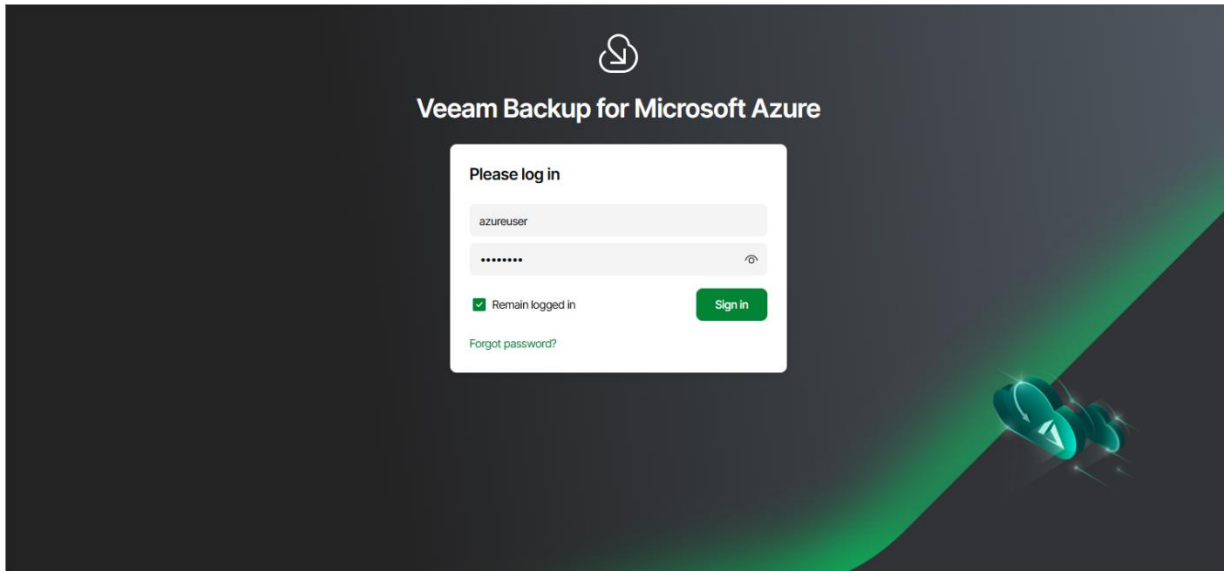 Veeam Backup for Microsoft Azure
Please log in
azureuser
••••••••
Remain logged in
Sign in
Forgot password?